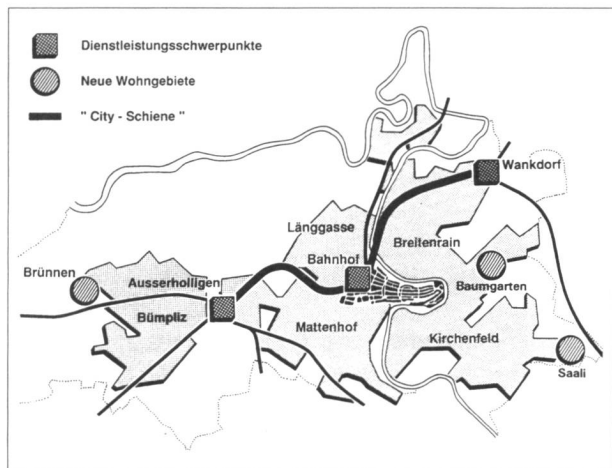 Dienstleistungsschwerpunkte
Neue Wohngebiete
" City - Schiene "
Wankdorf
Länggasse
Bahnhof
Breitenrain
Brünnen
Ausserholligen
Baumgarten
Bümpliz
Mattenhof
Kirchenfeld
Saali